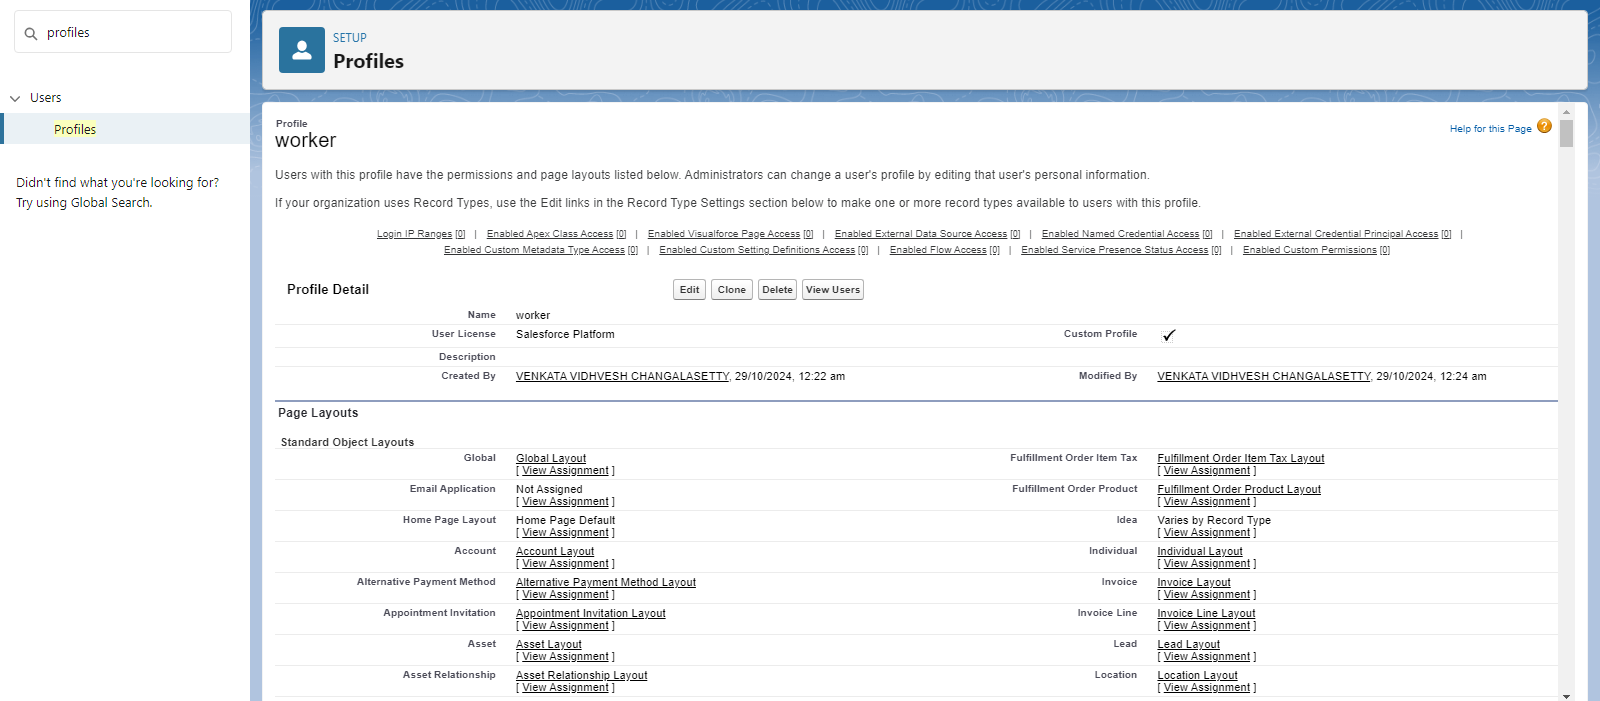 profiles
Users
Profiles
Didn't find what you're looking for?
Try using Global Search.
SETUP
Profiles
Profile
worker
Help for this Page ?
Users with this profile have the permissions and page layouts listed below. Administrators can change a user's profile by editing that user's personal information.
If your organization uses Record Types, use the Edit links in the Record Type Settings section below to make one or more record types available to users with this profile.
Login IP Ranges [0] | Enabled Apex Class Access [0] | Enabled Visualforce Page Access [0] | Enabled External Data Source Access [0] | Enabled Named Credential Access [0] | Enabled External Credential Principal Access [0] |
Enabled Custom Metadata Type Access [0] | Enabled Custom Setting Definitions Access [0] | Enabled Flow Access [0] | Enabled Service Presence Status Access [0] | Enabled Custom Permissions [0]
Profile Detail Edit Clone Delete View Users
Name worker
User License Salesforce Platform Custom Profile ✓
Description
Created By VENKATA VIDHVESH CHANGALASETTY, 29/10/2024, 12:22 am Modified By VENKATA VIDHVESH CHANGALASETTY, 29/10/2024, 12:24 am
Page Layouts
Standard Object Layouts
Global Global Layout Fulfillment Order Item Tax Fulfillment Order Item Tax Layout
[ View Assignment ] [ View Assignment ]
Email Application Not Assigned Fulfillment Order Product Fulfillment Order Product Layout
[ View Assignment ] [ View Assignment ]
Home Page Layout Home Page Default Idea Varies by Record Type
[ View Assignment ] [ View Assignment ]
Account Account Layout Individual Individual Layout
[ View Assignment ] [ View Assignment ]
Alternative Payment Method Alternative Payment Method Layout Invoice Invoice Layout
[ View Assignment ] [ View Assignment ]
Appointment Invitation Appointment Invitation Layout Invoice Line Invoice Line Layout
[ View Assignment ] [ View Assignment ]
Asset Asset Layout Lead Lead Layout
[ View Assignment ] [ View Assignment ]
Asset Relationship Asset Relationship Layout Location Location Layout
[ View Assignment ] [ View Assignment ]